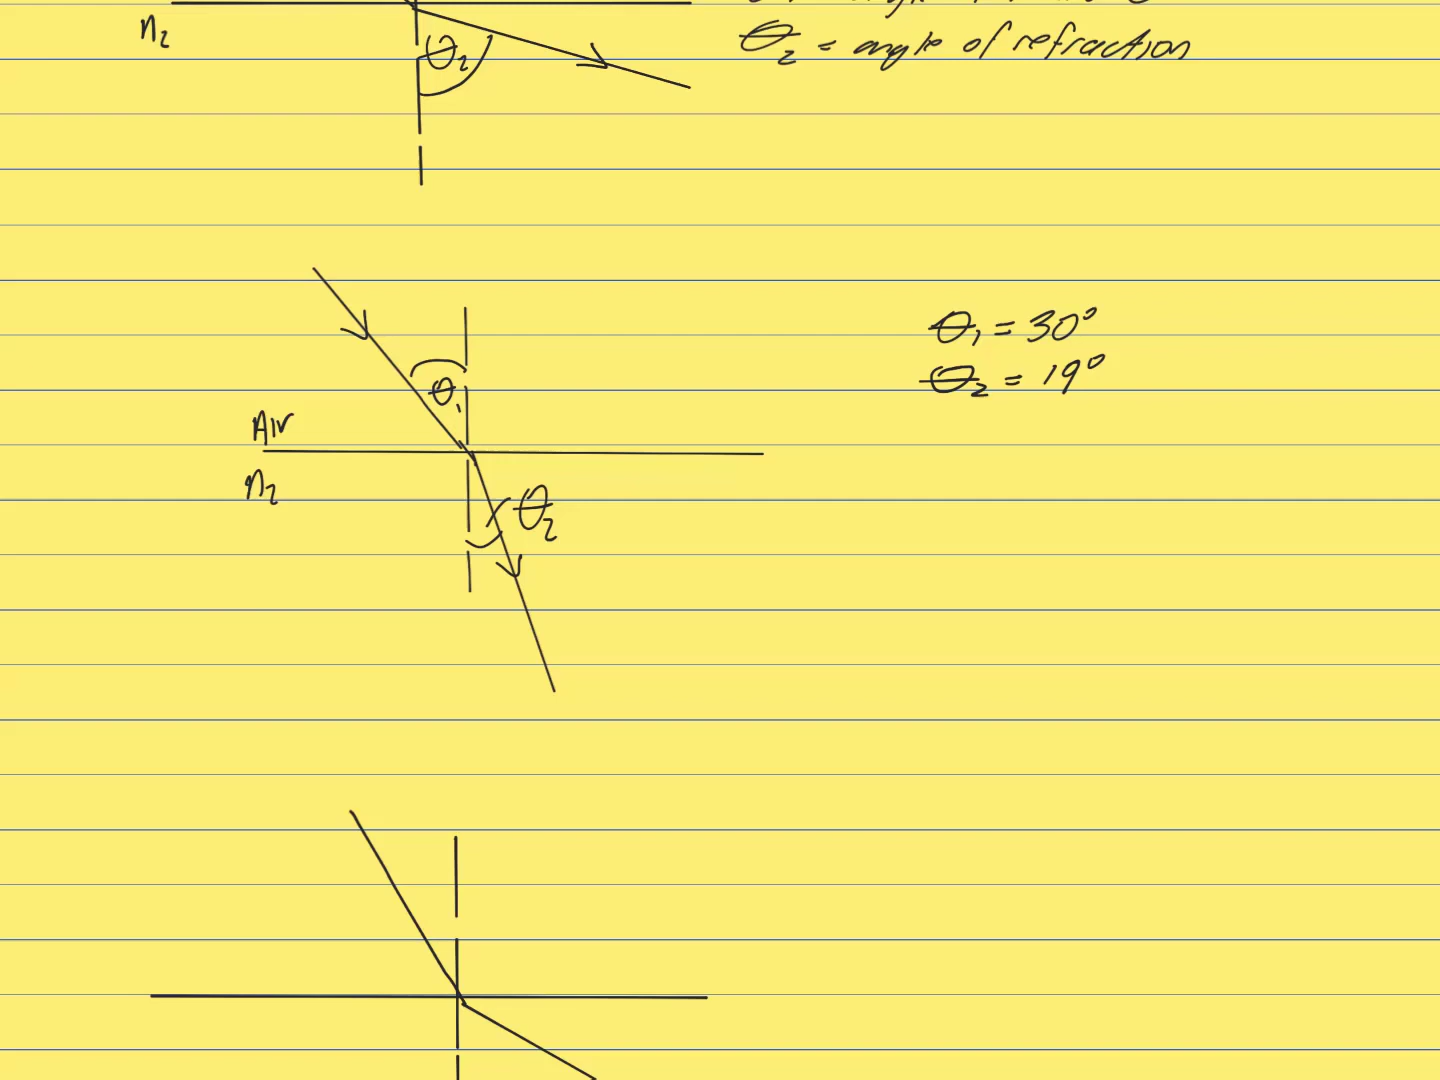 n₂
θ₂
θ₂ = angle of refraction
θ₁ = 30°
θ₂ = 19°
θ₁
Air
n₂
θ₂